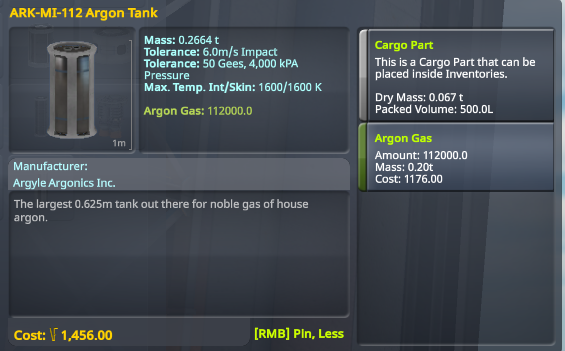 ARK-MI-112 Argon Tank
Mass: 0.2664 t
Tolerance: 6.0m/s Impact
Tolerance: 50 Gees, 4,000 kPA
Pressure
Max. Temp. Int/Skin: 1600/1600 K
Argon Gas: 112000.0
1m
Manufacturer:
Argyle Argonics Inc.
The largest 0.625m tank out there for noble gas of house
argon.
Cost: 1,456.00
[RMB] Pin, Less
Cargo Part
This is a Cargo Part that can be
placed inside Inventories.
Dry Mass: 0.067 t
Packed Volume: 500.0L
Argon Gas
Amount: 112000.0
Mass: 0.20t
Cost: 1176.00